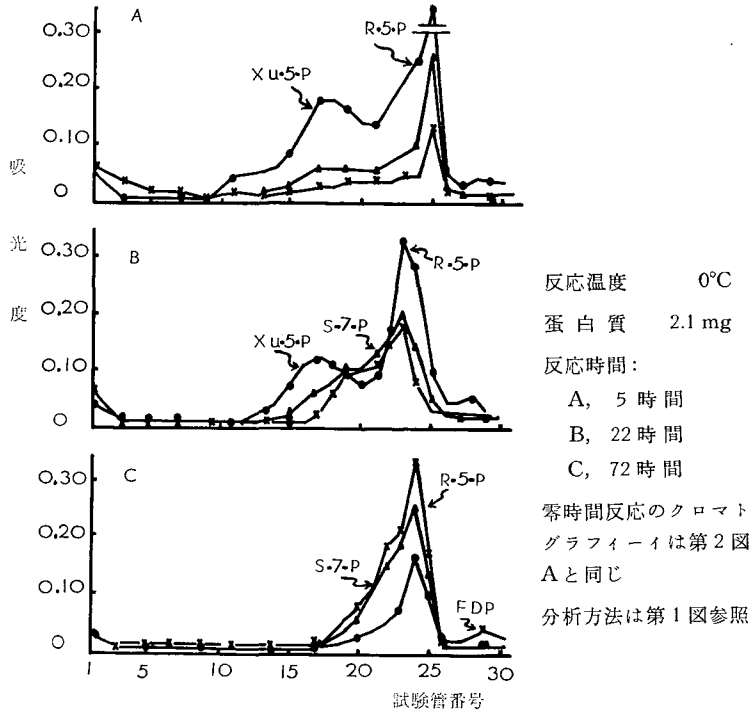 A
0.30
0.20
0.10
0
R・5・P
Xu・5・P
B
0.30
0.20
0.10
0
R・5・P
S・7・P
Xu・5・P
C
0.30
0.20
0.10
0
R・5・P
S・7・P
FDP
1 5 10 15 20 25 30
吸光度
試験管番号
反応温度 0℃
蛋白質 2.1 mg
反応時間:
A, 5 時間
B, 22時間
C, 72時間
零時間反応のクロマト
グラフィーイは第2図
Aと同じ
分析方法は第1図参照